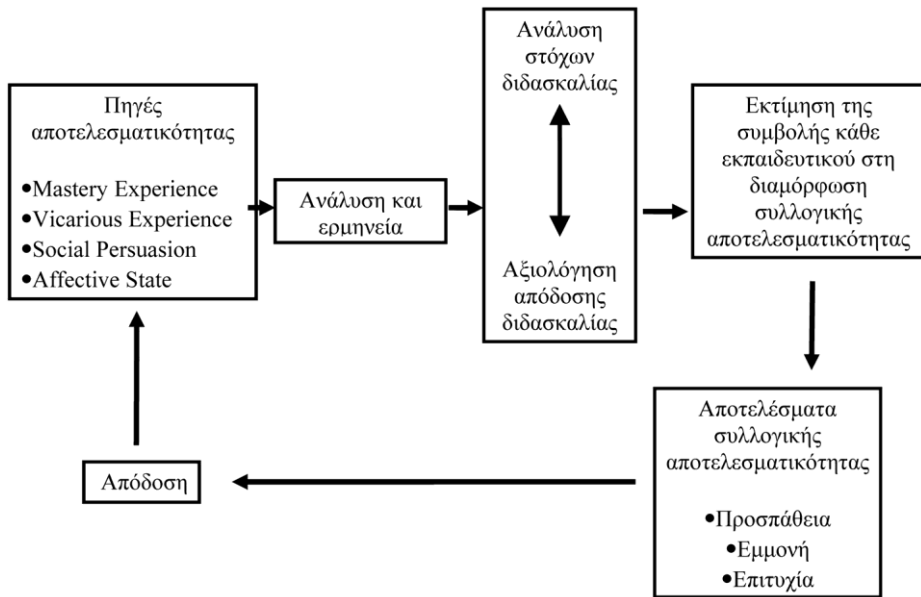 Πηγές
αποτελεσματικότητας
•Mastery Experience
•Vicarious Experience
•Social Persuasion
•Affective State
Ανάλυση και
ερμηνεία
Ανάλυση
στόχων
διδασκαλίας
Αξιολόγηση
απόδοσης
διδασκαλίας
Εκτίμηση της
συμβολής κάθε
εκπαιδευτικού στη
διαμόρφωση
συλλογικής
αποτελεσματικότητας
Αποτελέσματα
συλλογικής
αποτελεσματικότητας
•Προσπάθεια
•Εμμονή
•Επιτυχία
Απόδοση